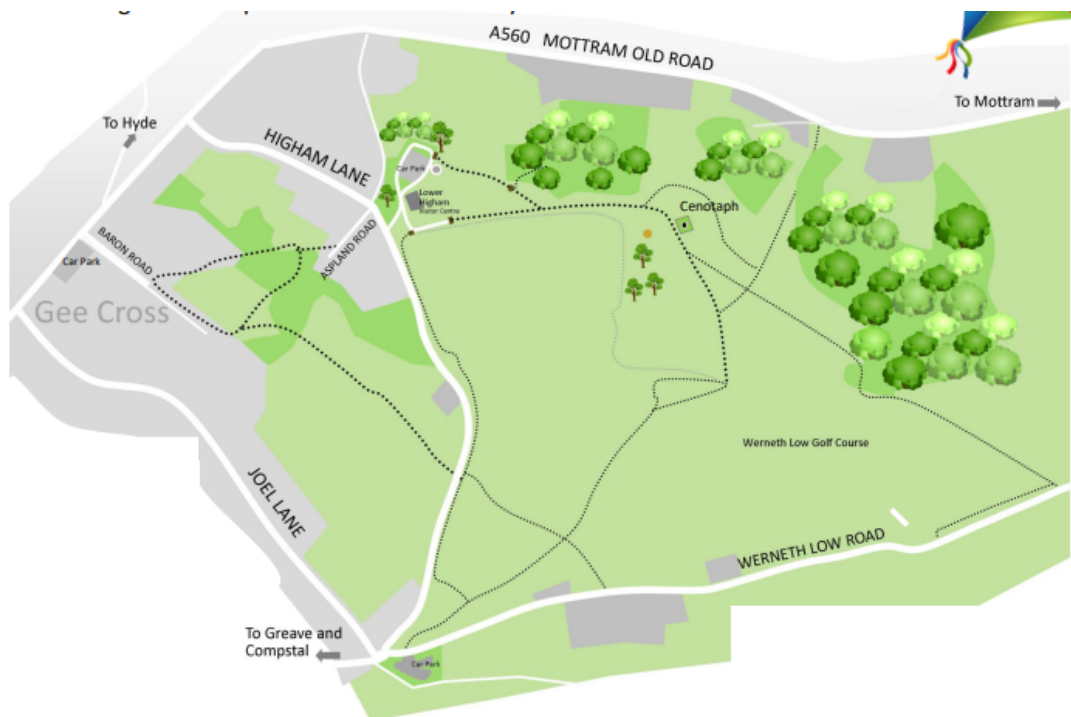 A560 MOTTRAM OLD ROAD
To Mottram
To Hyde
HIGHAM LANE
Car Park
Lower
Higham
Visitor Centre
Cenotaph
ASPLAND ROAD
BARON ROAD
Car Park
Gee Cross
Werneth Low Golf Course
JOEL LANE
WERNETH LOW ROAD
To Greave and
Compstal
Car Park